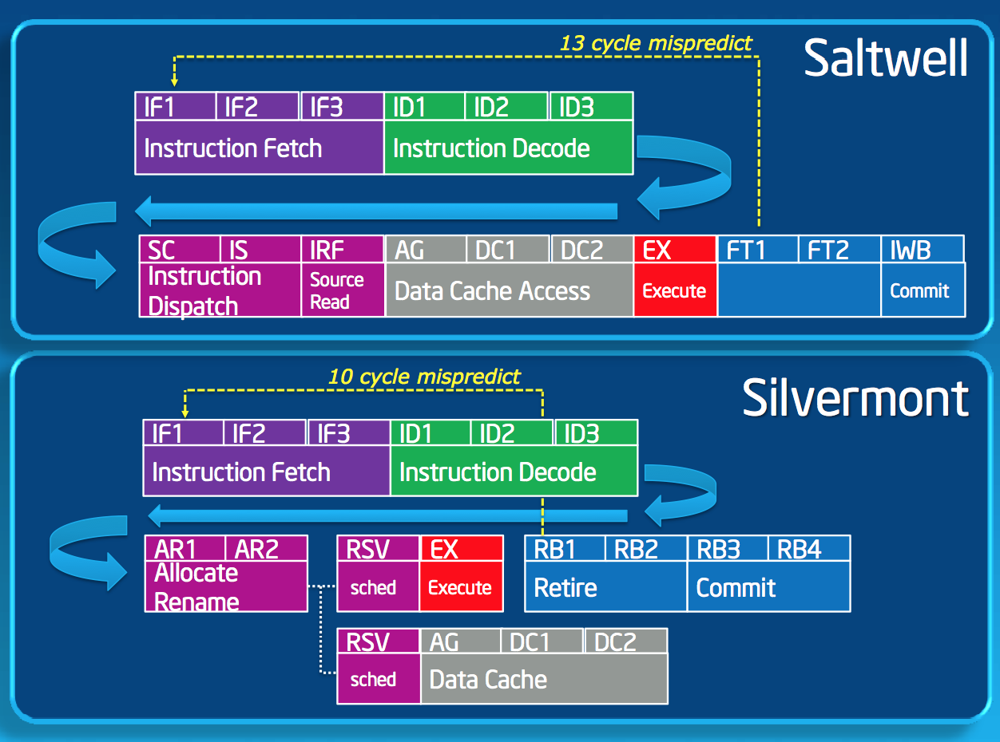 13 cycle mispredict
Saltwell
IF1 IF2 IF3 ID1 ID2 ID3
Instruction Fetch Instruction Decode
SC IS IRF AG DC1 DC2 EX FT1 FT2 IWB
Instruction
Dispatch
Source
Read
Data Cache Access
Execute
Commit
10 cycle mispredict
Silvermont
IF1 IF2 IF3 ID1 ID2 ID3
Instruction Fetch Instruction Decode
AR1 AR2 RSV EX RB1 RB2 RB3 RB4
Allocate
Rename
sched
Execute
Retire
Commit
RSV AG DC1 DC2
sched
Data Cache